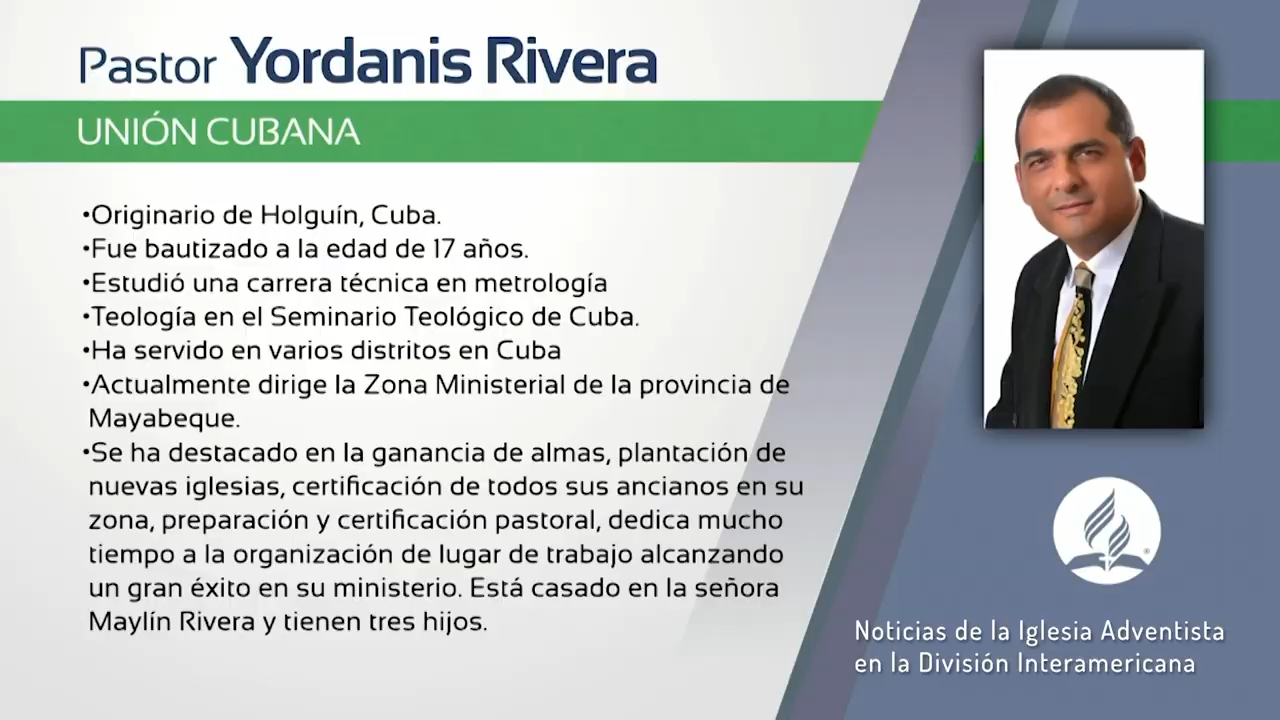 Pastor Yordanis Rivera
UNIÓN CUBANA
•Originario de Holguín, Cuba.
•Fue bautizado a la edad de 17 años.
•Estudió una carrera técnica en metrología
•Teología en el Seminario Teológico de Cuba.
•Ha servido en varios distritos en Cuba
•Actualmente dirige la Zona Ministerial de la provincia de
Mayabeque.
•Se ha destacado en la ganancia de almas, plantación de
nuevas iglesias, certificación de todos sus ancianos en su
zona, preparación y certificación pastoral, dedica mucho
tiempo a la organización de lugar de trabajo alcanzando
un gran éxito en su ministerio. Está casado en la señora
Maylín Rivera y tienen tres hijos.
®
Noticias de la Iglesia Adventista
en la División Interamericana